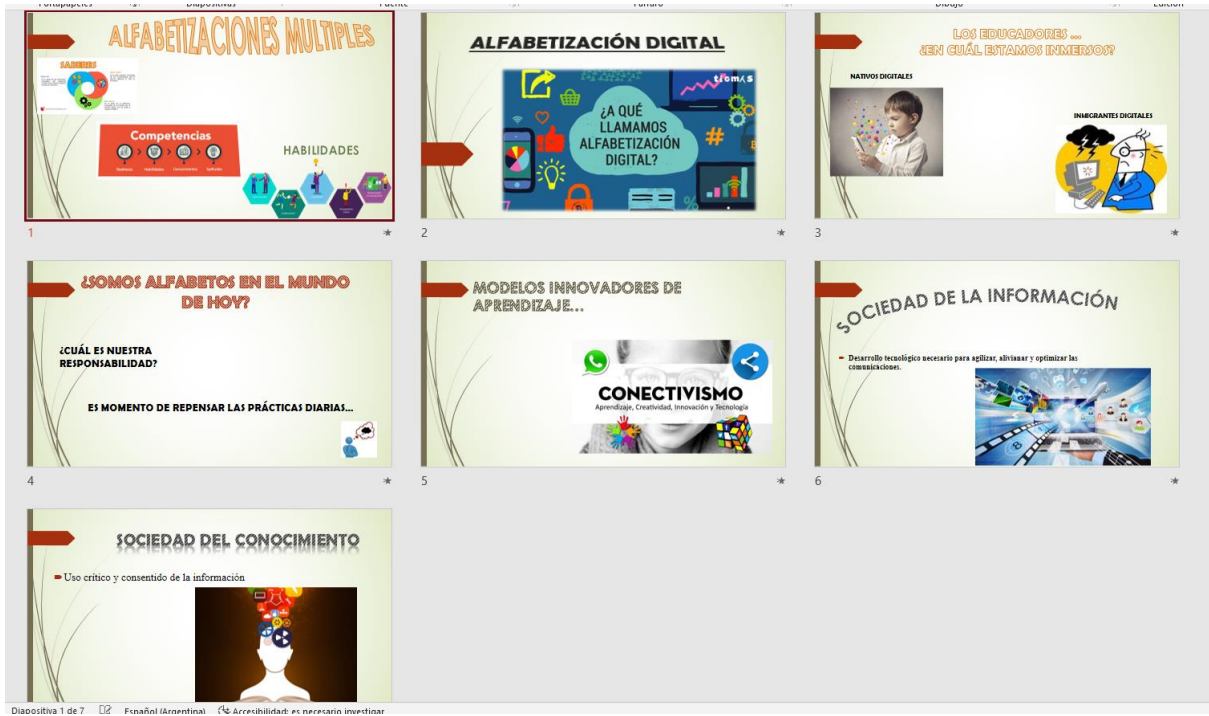 Portapapeles
Diapositivas
Fuente
Párrafo
Dibujo
Edición
ALFABETIZACIONES MULTIPLES
SABERES
Competencias
HABILIDADES
1
ALFABETIZACIÓN DIGITAL
¿A QUÉ
LLAMAMOS
ALFABETIZACIÓN
DIGITAL?
2
LOS EDUCADORES ...
¿EN CUÁL ESTAMOS INMERSOS?
NATIVOS DIGITALES
INMIGRANTES DIGITALES
3
¿SOMOS ALFABETOS EN EL MUNDO
DE HOY?
¿CUÁL ES NUESTRA
RESPONSABILIDAD?
ES MOMENTO DE REPENSAR LAS PRÁCTICAS DIARIAS...
4
MODELOS INNOVADORES DE
APRENDIZAJE...
CONECTIVISMO
Aprendizaje, Creatividad, Innovación y Tecnología
5
SOCIEDAD DE LA INFORMACIÓN
Desarrollo tecnológico necesario para agilizar, alivianar y optimizar las
comunicaciones.
6
SOCIEDAD DEL CONOCIMIENTO
Uso crítico y consentido de la información
Diapositiva 1 de 7 Español (Argentina) Accesibilidad: es necesario investigar